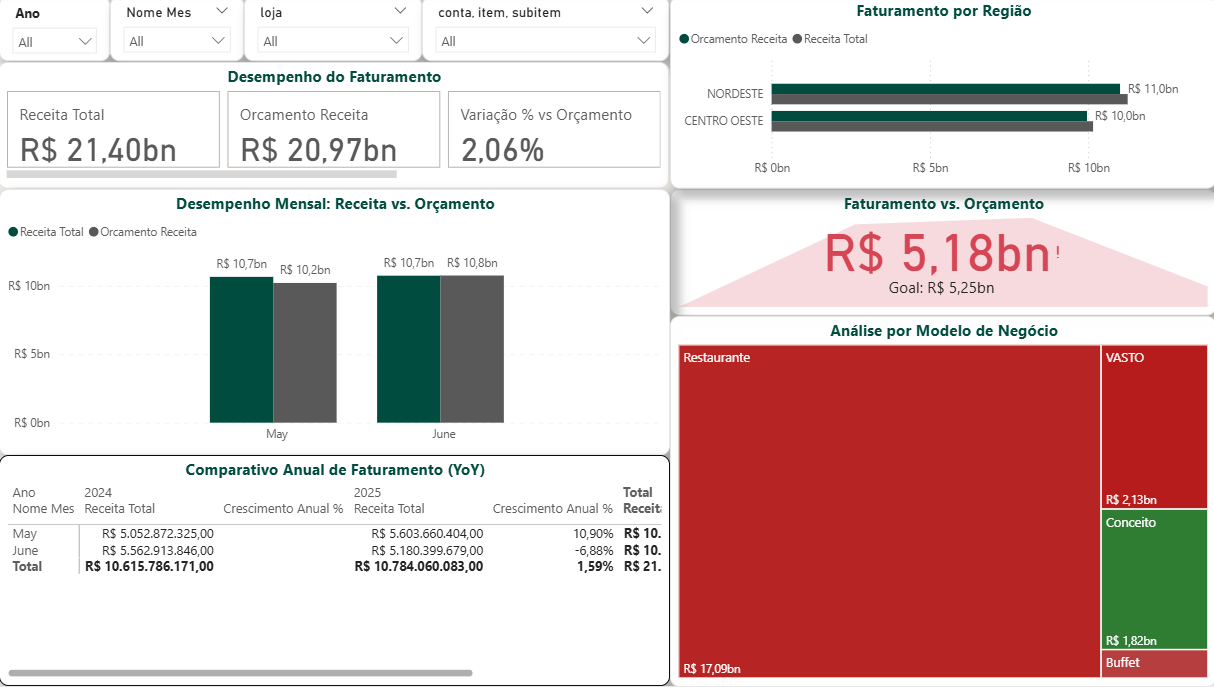 Ano
All
Nome Mes
All
loja
All
conta, item, subitem
All
Desempenho do Faturamento
Receita Total
R$ 21,40bn
Orcamento Receita
R$ 20,97bn
Variação % vs Orçamento
2,06%
Faturamento por Região
Orcamento Receita Receita Total
NORDESTE
R$ 11,0bn
CENTRO OESTE
R$ 10,0bn
R$ 0bn R$ 5bn R$ 10bn
Desempenho Mensal: Receita vs. Orçamento
Receita Total Orcamento Receita
R$ 10bn
R$ 5bn
R$ 0bn
R$ 10,7bn R$ 10,2bn
R$ 10,7bn R$ 10,8bn
May June
Faturamento vs. Orçamento
R$ 5,18bn!
Goal: R$ 5,25bn
Comparativo Anual de Faturamento (YoY)
Ano 2024 2025 Total
Nome Mes Receita Total Crescimento Anual % Receita Total Crescimento Anual % Receita
May R$ 5.052.872.325,00 R$ 5.603.660.404,00 10,90% R$ 10.
June R$ 5.562.913.846,00 R$ 5.180.399.679,00 -6,88% R$ 10.
Total R$ 10.615.786.171,00 R$ 10.784.060.083,00 1,59% R$ 21.
Análise por Modelo de Negócio
Restaurante
R$ 17,09bn
VASTO
R$ 2,13bn
Conceito
R$ 1,82bn
Buffet